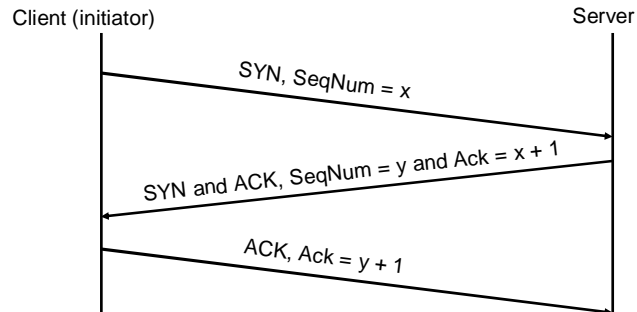 Client (initiator)
Server
SYN, SeqNum = x
SYN and ACK, SeqNum = y and Ack = x + 1
ACK, Ack = y + 1